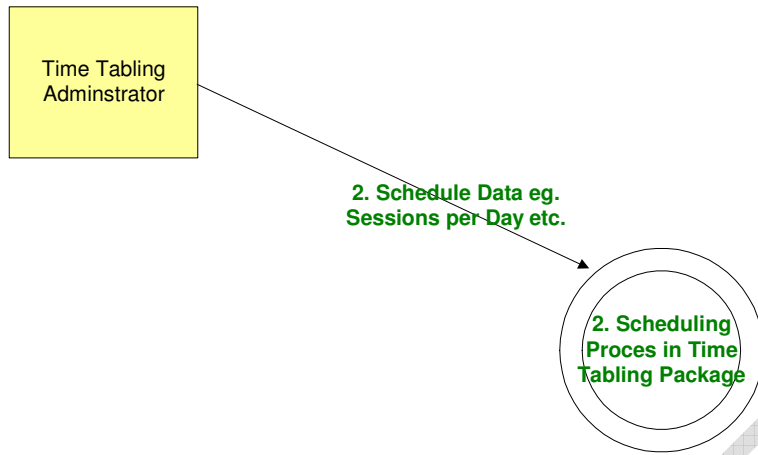 Time Tabling
Adminstrator
2. Schedule Data eg.
Sessions per Day etc.
2. Scheduling
Proces in Time
Tabling Package